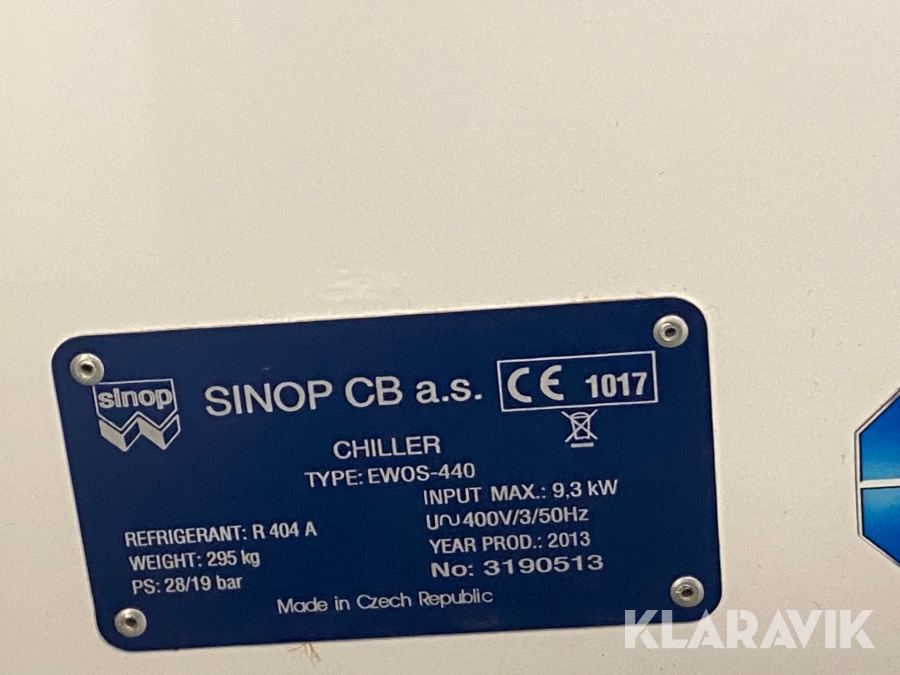 sinop
SINOP CB a.s.
CE 1017
CHILLER
TYPE: EWOS-440
INPUT MAX.: 9,3 kW
U~400V/3/50Hz
YEAR PROD.: 2013
No: 3190513
REFRIGERANT: R 404 A
WEIGHT: 295 kg
PS: 28/19 bar
Made in Czech Republic
KLARAVIK